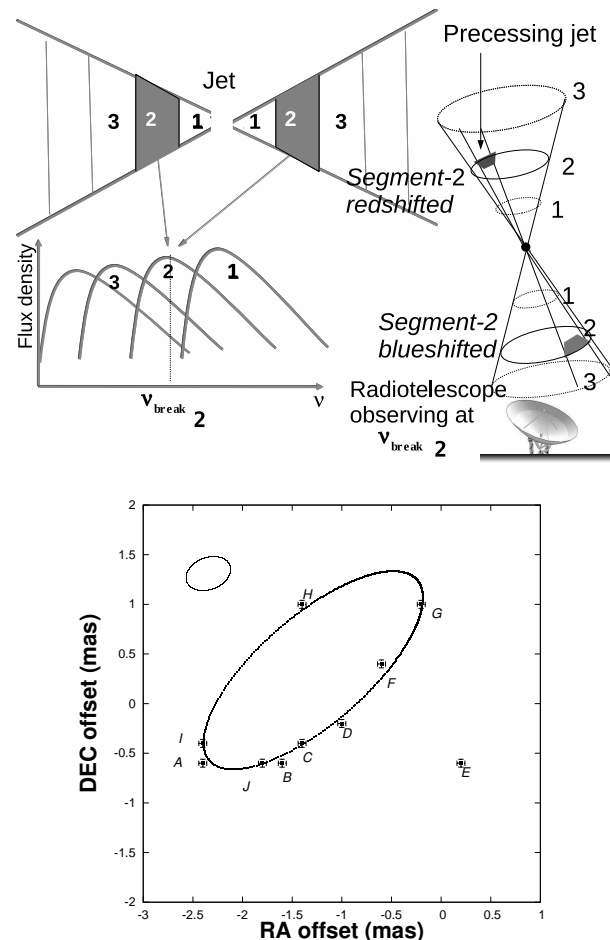 Jet
3 2 1
1 2 3
Precessing jet
3
2
1
Segment-2
redshifted
1
2
3
Segment-2
blueshifted
Radiotelescope
observing at
ν break 2
Flux density
3 2 1
ν break 2
ν
2
1.5
1
0.5
0
-0.5
-1
-1.5
-2
DEC offset (mas)
H
G
F
I
D
C
A
J
B
E
-3 -2.5 -2 -1.5 -1 -0.5 0 0.5 1
RA offset (mas)